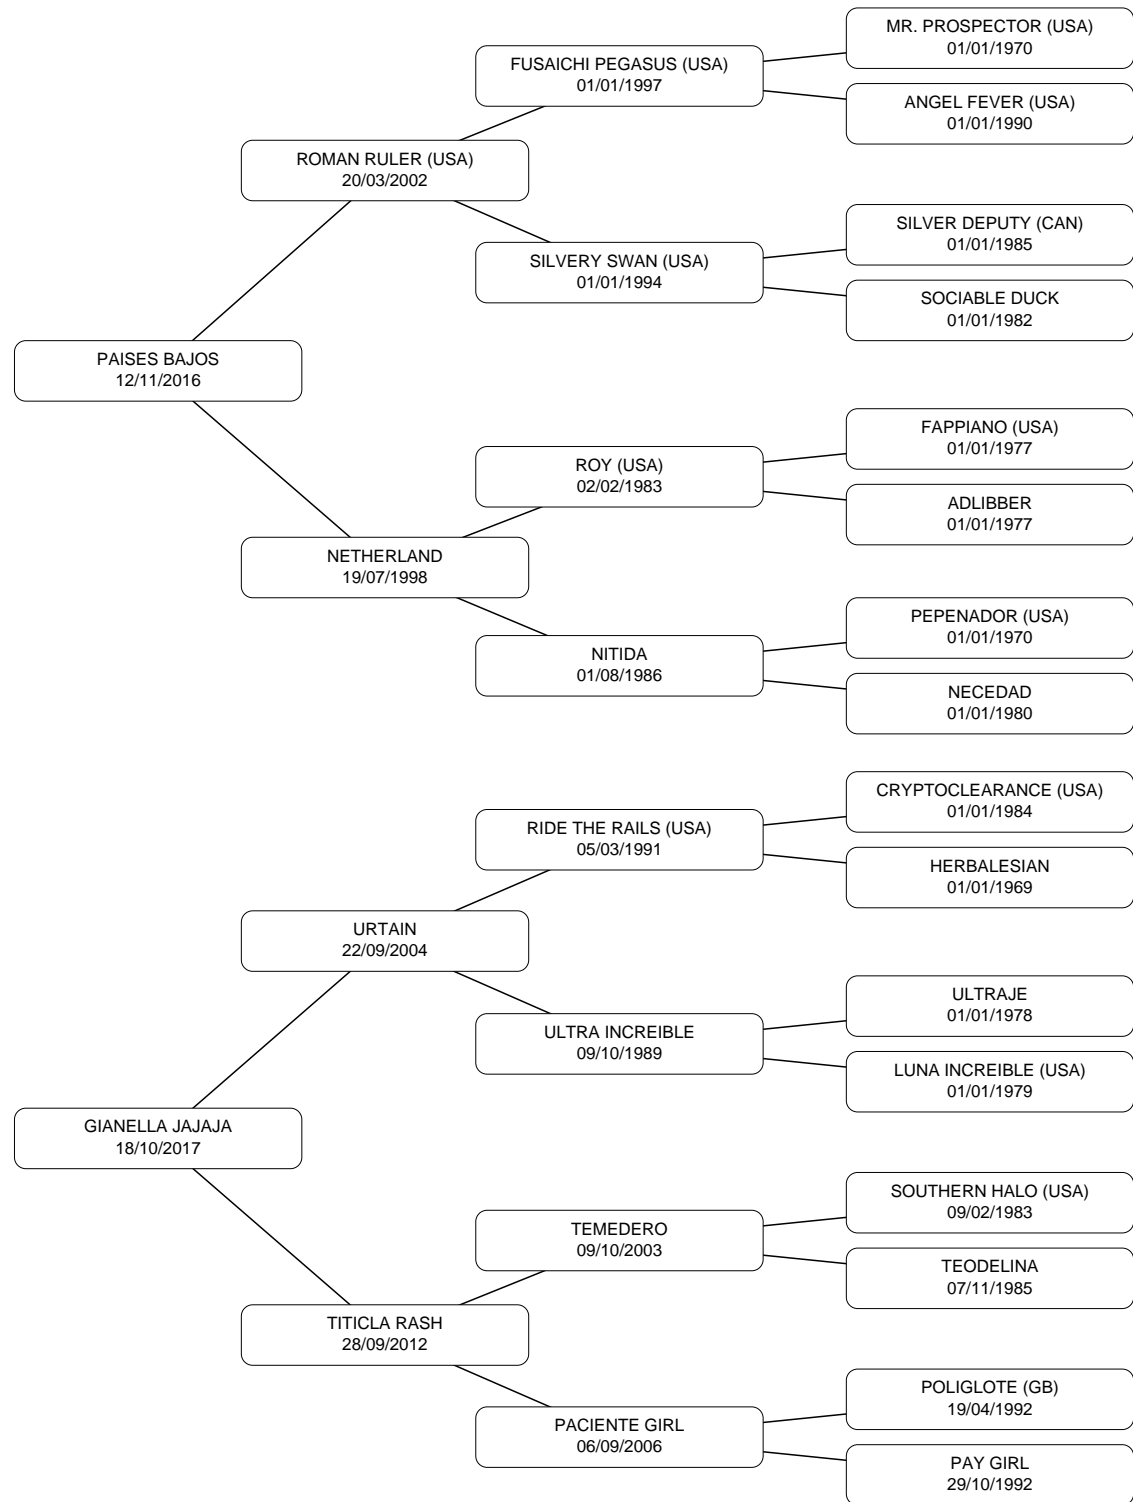 MR. PROSPECTOR (USA)
01/01/1970
FUSAICHI PEGASUS (USA)
01/01/1997
ANGEL FEVER (USA)
01/01/1990
ROMAN RULER (USA)
20/03/2002
SILVER DEPUTY (CAN)
01/01/1985
SILVERY SWAN (USA)
01/01/1994
SOCIABLE DUCK
01/01/1982
PAISES BAJOS
12/11/2016
FAPPIANO (USA)
01/01/1977
ROY (USA)
02/02/1983
ADLIBBER
01/01/1977
NETHERLAND
19/07/1998
PEPENADOR (USA)
01/01/1970
NITIDA
01/08/1986
NECEDAD
01/01/1980
CRYPTOCLEARANCE (USA)
01/01/1984
RIDE THE RAILS (USA)
05/03/1991
HERBALESIAN
01/01/1969
URTAIN
22/09/2004
ULTRAJE
01/01/1978
ULTRA INCREIBLE
09/10/1989
LUNA INCREIBLE (USA)
01/01/1979
GIANELLA JAJAJA
18/10/2017
SOUTHERN HALO (USA)
09/02/1983
TEMEDERO
09/10/2003
TEODELINA
07/11/1985
TITICLA RASH
28/09/2012
POLIGLOTE (GB)
19/04/1992
PACIENTE GIRL
06/09/2006
PAY GIRL
29/10/1992